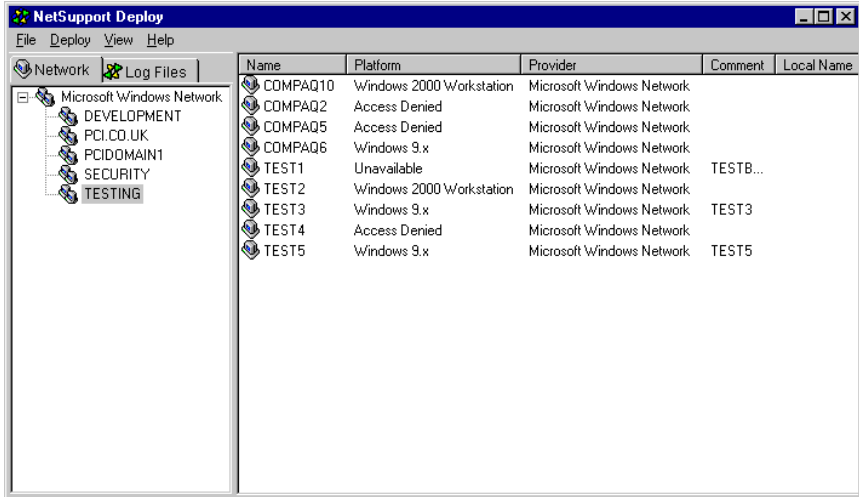 NetSupport Deploy
File Deploy View Help
Network Log Files
Microsoft Windows Network
DEVELOPMENT
PCI.CO.UK
PCIDOMAIN1
SECURITY
TESTING
Name Platform Provider Comment Local Name
COMPAQ10 Windows 2000 Workstation Microsoft Windows Network
COMPAQ2 Access Denied Microsoft Windows Network
COMPAQ5 Access Denied Microsoft Windows Network
COMPAQ6 Windows 9.x Microsoft Windows Network
TEST1 Unavailable Microsoft Windows Network TESTB...
TEST2 Windows 2000 Workstation Microsoft Windows Network
TEST3 Windows 9.x Microsoft Windows Network TEST3
TEST4 Access Denied Microsoft Windows Network
TEST5 Windows 9.x Microsoft Windows Network TEST5